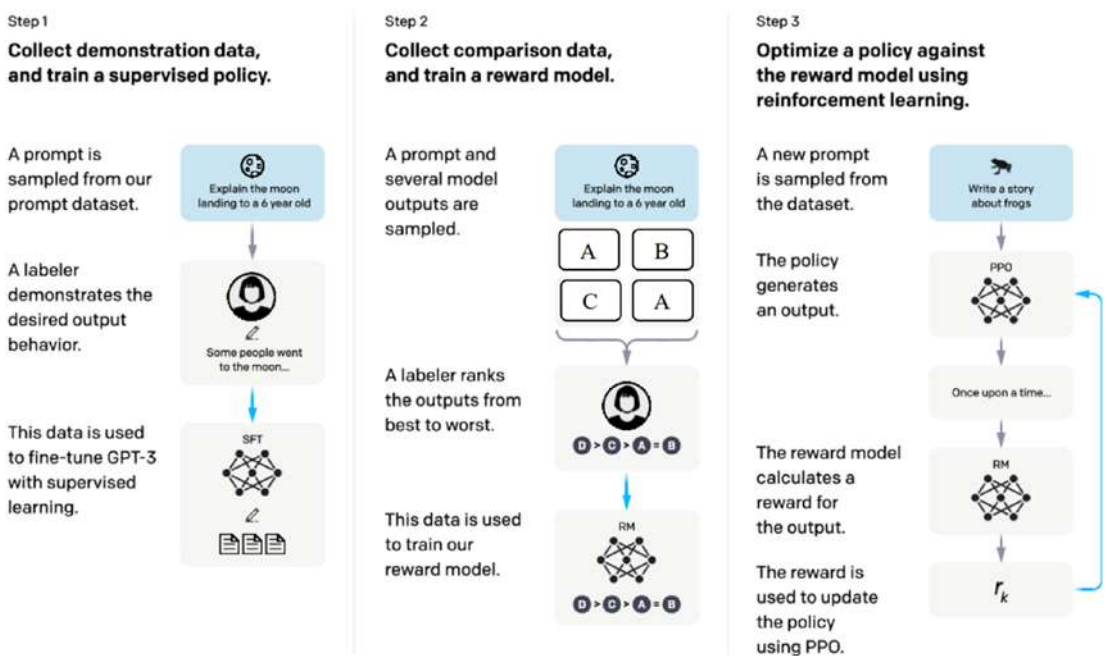 Step 1
Collect demonstration data,
and train a supervised policy.
A prompt is
sampled from our
prompt dataset.
Explain the moon
landing to a 6 year old
A labeler
demonstrates the
desired output
behavior.
Some people went
to the moon...
This data is used
to fine-tune GPT-3
with supervised
learning.
SFT
Step 2
Collect comparison data,
and train a reward model.
A prompt and
several model
outputs are
sampled.
Explain the moon
landing to a 6 year old
A B
C A
A labeler ranks
the outputs from
best to worst.
D > C > A = B
This data is used
to train our
reward model.
RM
D > C > A = B
Step 3
Optimize a policy against
the reward model using
reinforcement learning.
A new prompt
is sampled from
the dataset.
Write a story
about frogs
The policy
generates
an output.
PPO
Once upon a time...
The reward model
calculates a
reward for
the output.
RM
The reward is
used to update
the policy
using PPO.
r_k